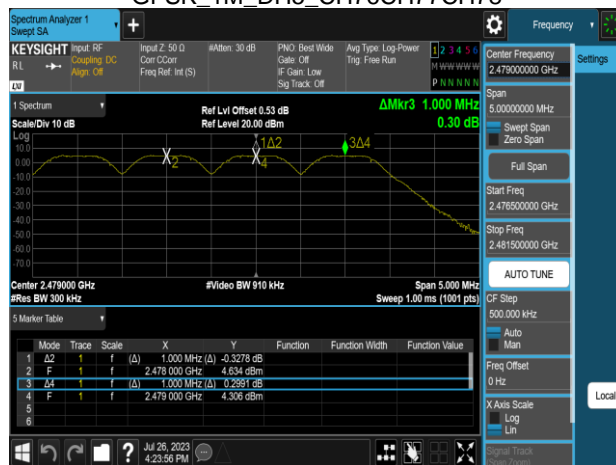 GFSK_1M_DH5_CH76CH77CH78
Spectrum Analyzer 1
Swept SA
Frequency
KEYSIGHT
Input: RF
Coupling: DC
Align: Off
Input Z: 50 Ω
Corr CCorr
Freq Ref: Int (S)
#Atten: 30 dB
PNO: Best Wide
Gate: Off
IF Gain: Low
Sig Track: Off
Avg Type: Log-Power
Trig: Free Run
1 2 3 4 5 6
M W W W W W
P N N N N N
RL
LXI
Center Frequency
2.479000000 GHz
Settings
1 Spectrum
Scale/Div 10 dB
Log
Ref Lvl Offset 0.53 dB
Ref Level 20.00 dBm
ΔMkr3 1.000 MHz
0.30 dB
Span
5.00000000 MHz
Swept Span
Zero Span
Full Span
Start Freq
2.476500000 GHz
Stop Freq
2.481500000 GHz
AUTO TUNE
CF Step
500.000 kHz
Auto
Man
Freq Offset
0 Hz
X Axis Scale
Log
Lin
Signal Track
(Span Zoom)
Local
10.0
0.00
-10.0
-20.0
-30.0
-40.0
-50.0
-60.0
-70.0
1Δ2
3Δ4
2
4
Center 2.479000 GHz
#Video BW 910 kHz
Span 5.000 MHz
#Res BW 300 kHz
Sweep 1.00 ms (1001 pts)
5 Marker Table
Mode Trace Scale X Y Function Function Width Function Value
1 Δ2 1 f (Δ) 1.000 MHz (Δ) -0.3278 dB
2 F 1 f 2.478 000 GHz 4.634 dBm
3 Δ4 1 f (Δ) 1.000 MHz (Δ) 0.2991 dB
4 F 1 f 2.479 000 GHz 4.306 dBm
5
6
?
Jul 26, 2023
4:23:56 PM